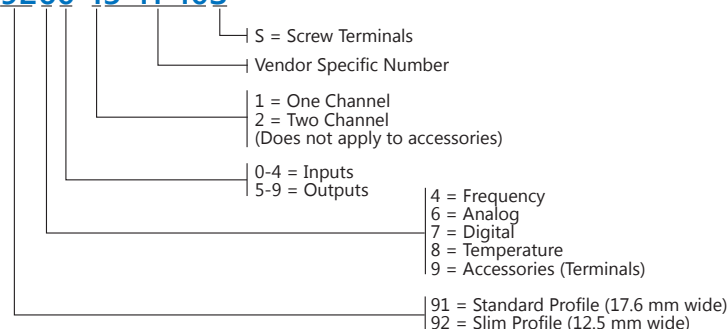 S = Screw Terminals
Vendor Specific Number
1 = One Channel
2 = Two Channel
(Does not apply to accessories)
0-4 = Inputs
5-9 = Outputs
4 = Frequency
6 = Analog
7 = Digital
8 = Temperature
9 = Accessories (Terminals)
91 = Standard Profile (17.6 mm wide)
92 = Slim Profile (12.5 mm wide)